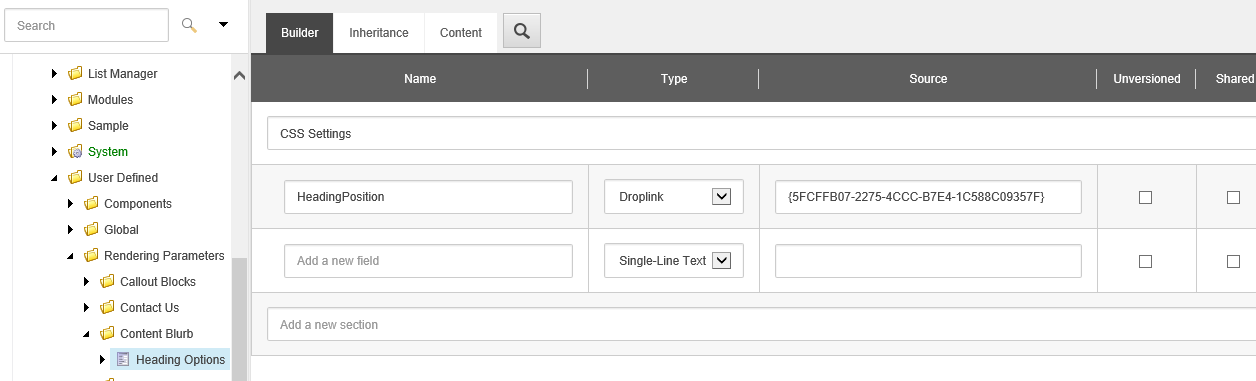 Search
List Manager
Modules
Sample
System
User Defined
Components
Global
Rendering Parameters
Callout Blocks
Contact Us
Content Blurb
Heading Options
Builder Inheritance Content
Name Type Source Unversioned Shared
CSS Settings
HeadingPosition Droplink {5FCFFB07-2275-4CCC-B7E4-1C588C09357F}
Add a new field Single-Line Text
Add a new section